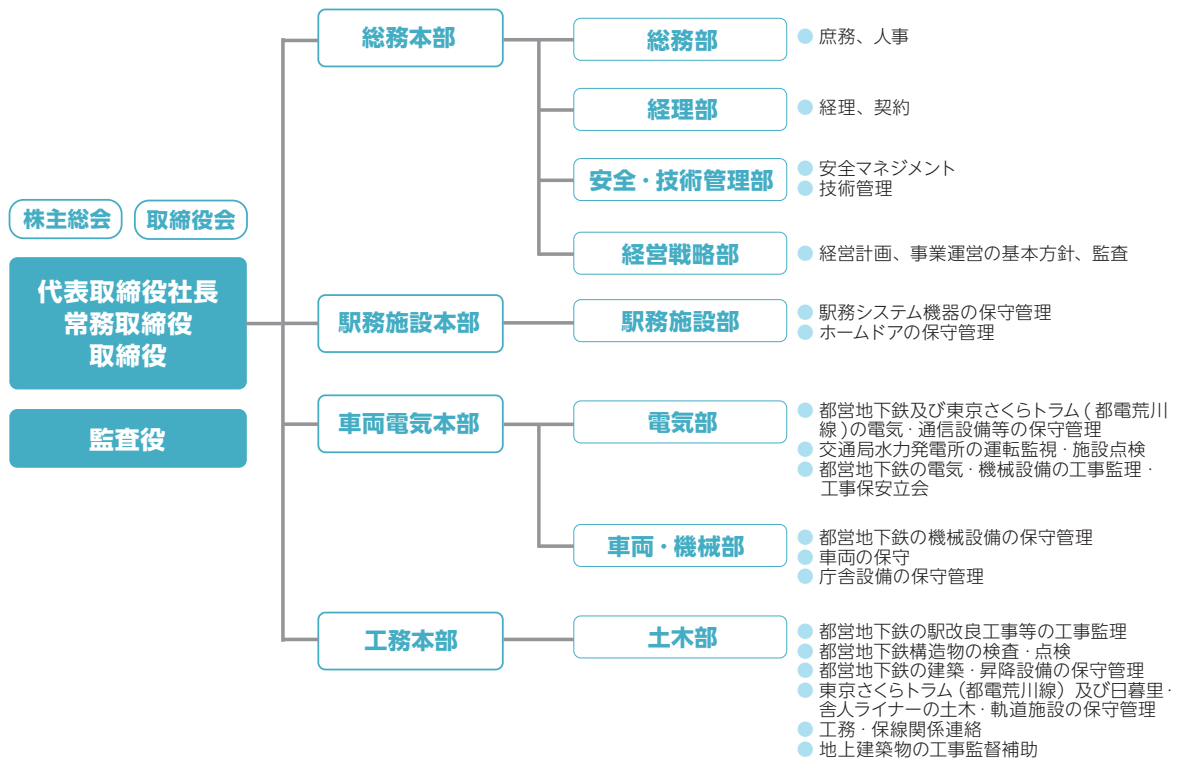 株主総会
取締役会
代表取締役社長
常務取締役
取締役
監査役
総務本部
総務部
● 庶務、人事
経理部
● 経理、契約
安全・技術管理部
● 安全マネジメント
● 技術管理
経営戦略部
● 経営計画、事業運営の基本方針、監査
駅務施設本部
駅務施設部
● 駅務システム機器の保守管理
● ホームドアの保守管理
車両電気本部
電気部
● 都営地下鉄及び東京さくらトラム(都電荒川
線)の電気・通信設備等の保守管理
● 交通局水力発電所の運転監視・施設点検
● 都営地下鉄の電気・機械設備の工事監理・
工事保安立会
車両・機械部
● 都営地下鉄の機械設備の保守管理
● 車両の保守
● 庁舎設備の保守管理
工務本部
土木部
● 都営地下鉄の駅改良工事等の工事監理
● 都営地下鉄構造物の検査・点検
● 都営地下鉄の建築・昇降設備の保守管理
● 東京さくらトラム(都電荒川線)及び日暮里・
舎人ライナーの土木・軌道施設の保守管理
● 工務・保線関係連絡
● 地上建築物の工事監督補助